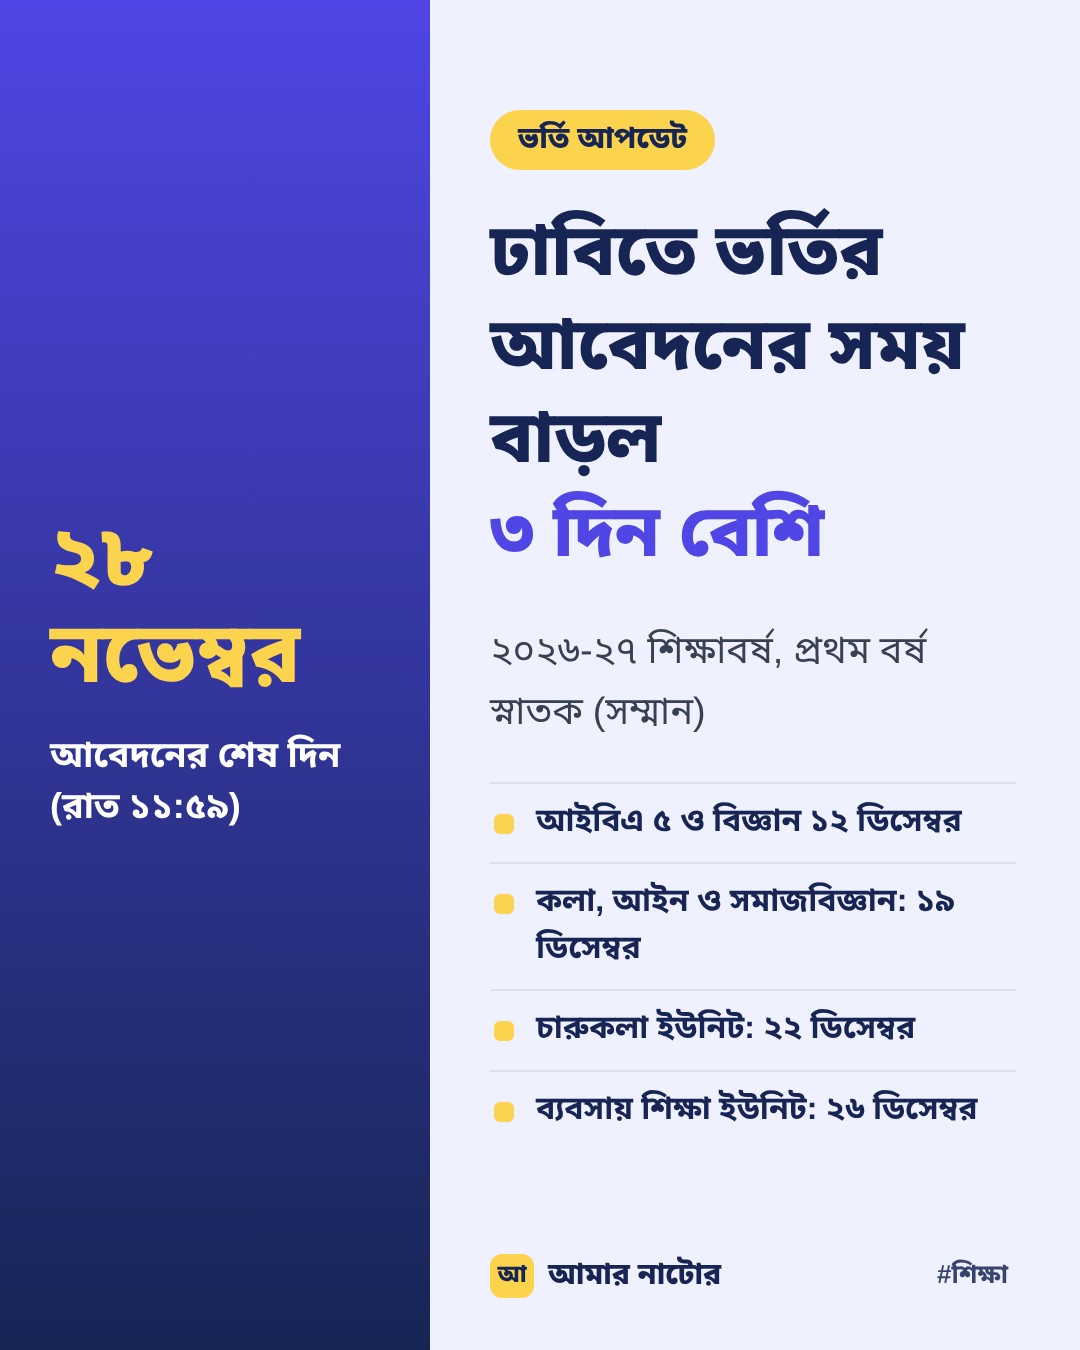 ভর্তি আপডেট
ঢাবিতে ভর্তির
আবেদনের সময়
বাড়ল
৩ দিন বেশি
২৮
নভেম্বর
আবেদনের শেষ দিন
(রাত ১১:৫৯)
২০২৬-২৭ শিক্ষাবর্ষ, প্রথম বর্ষ
স্নাতক (সম্মান)
আইবিএ ৫ ও বিজ্ঞান ১২ ডিসেম্বর
কলা, আইন ও সমাজবিজ্ঞান: ১৯
ডিসেম্বর
চারুকলা ইউনিট: ২২ ডিসেম্বর
ব্যবসায় শিক্ষা ইউনিট: ২৬ ডিসেম্বর
আ আমার নাটোর
#শিক্ষা